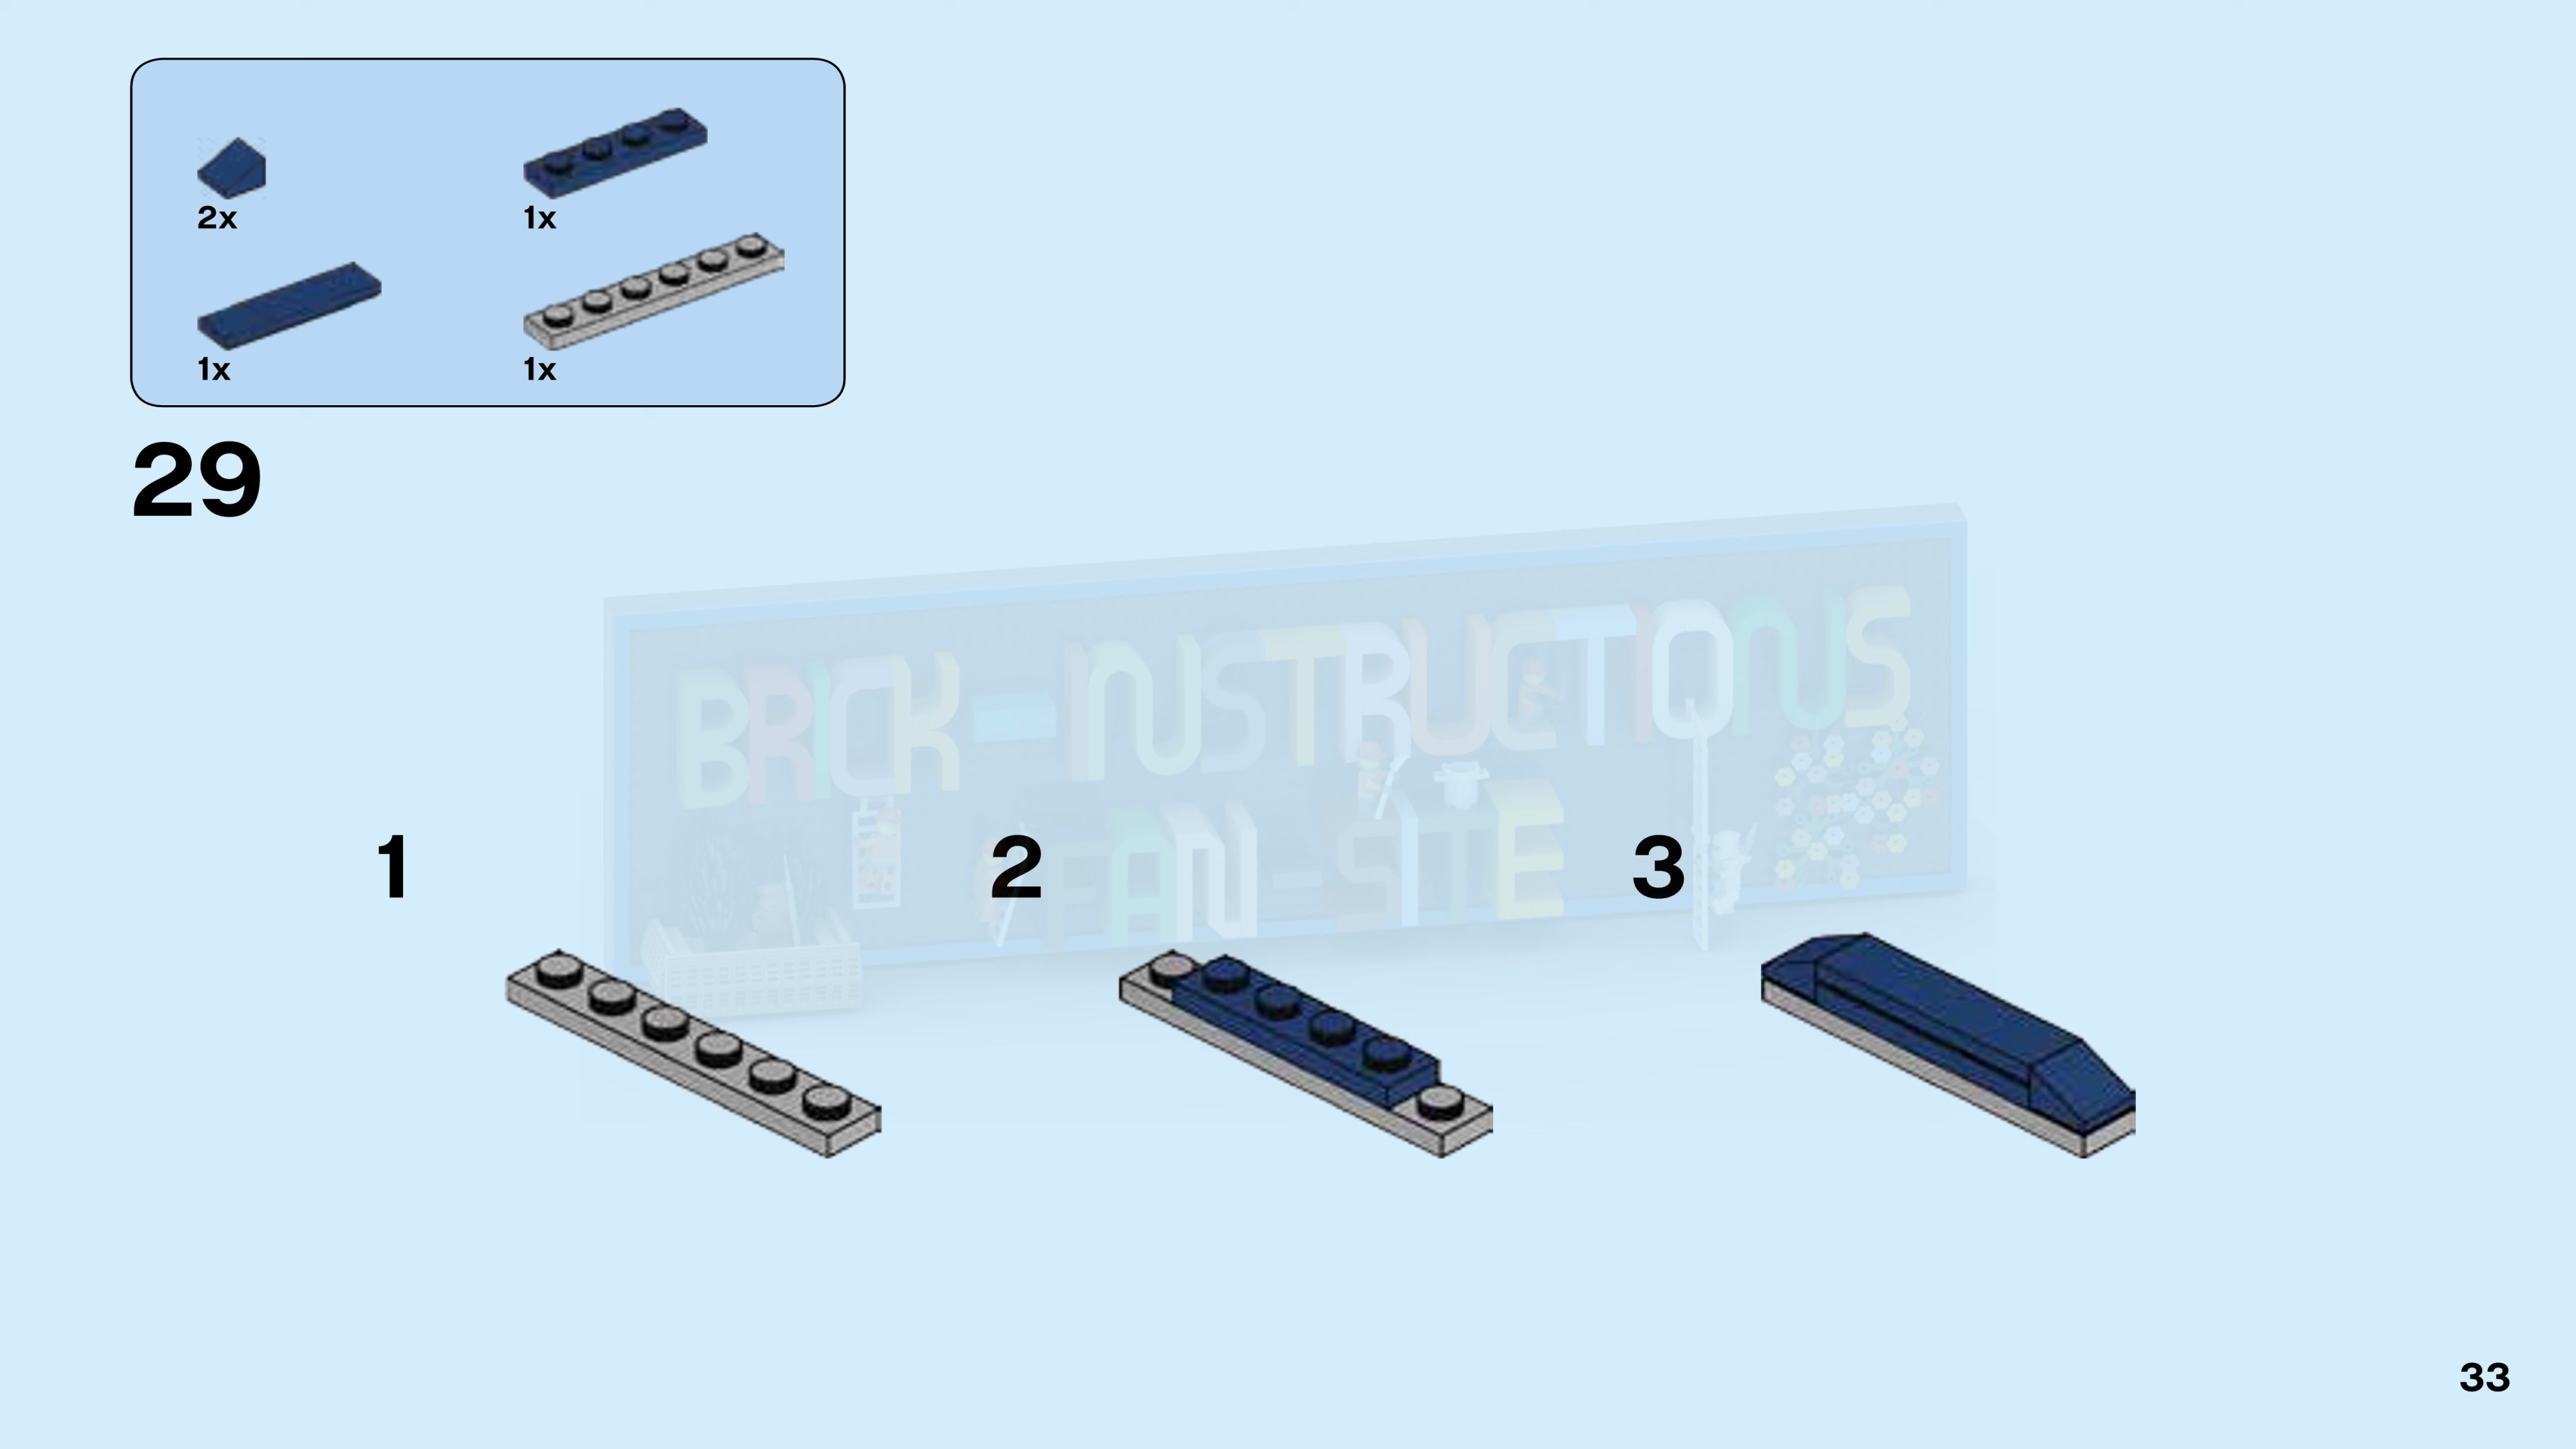 2x
1x
1x
1x
29
BRICK-INSTRUCTIONS
FAN-SITE
1
2
3
33